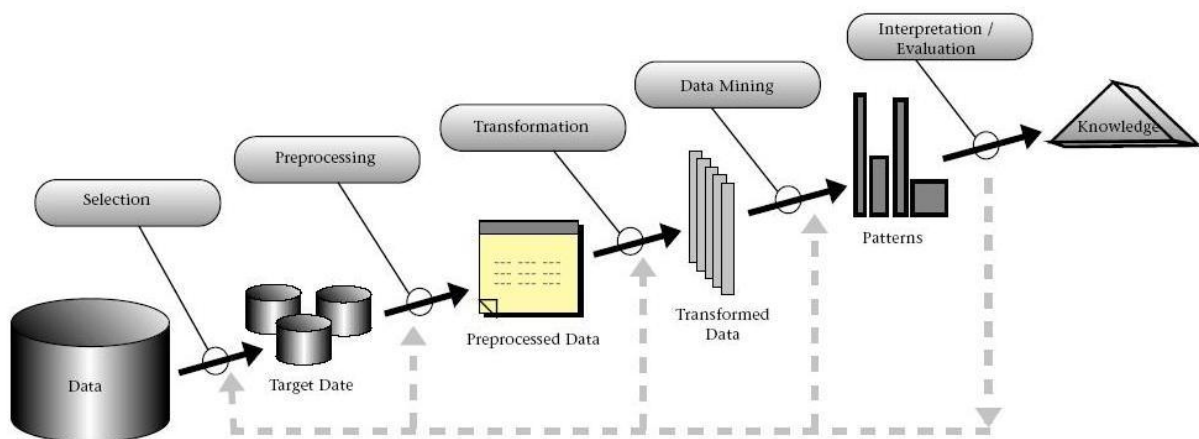 Interpretation /
Evaluation
Data Mining
Transformation
Preprocessing
Selection
Knowledge
Patterns
Transformed
Data
Preprocessed Data
Target Date
Data